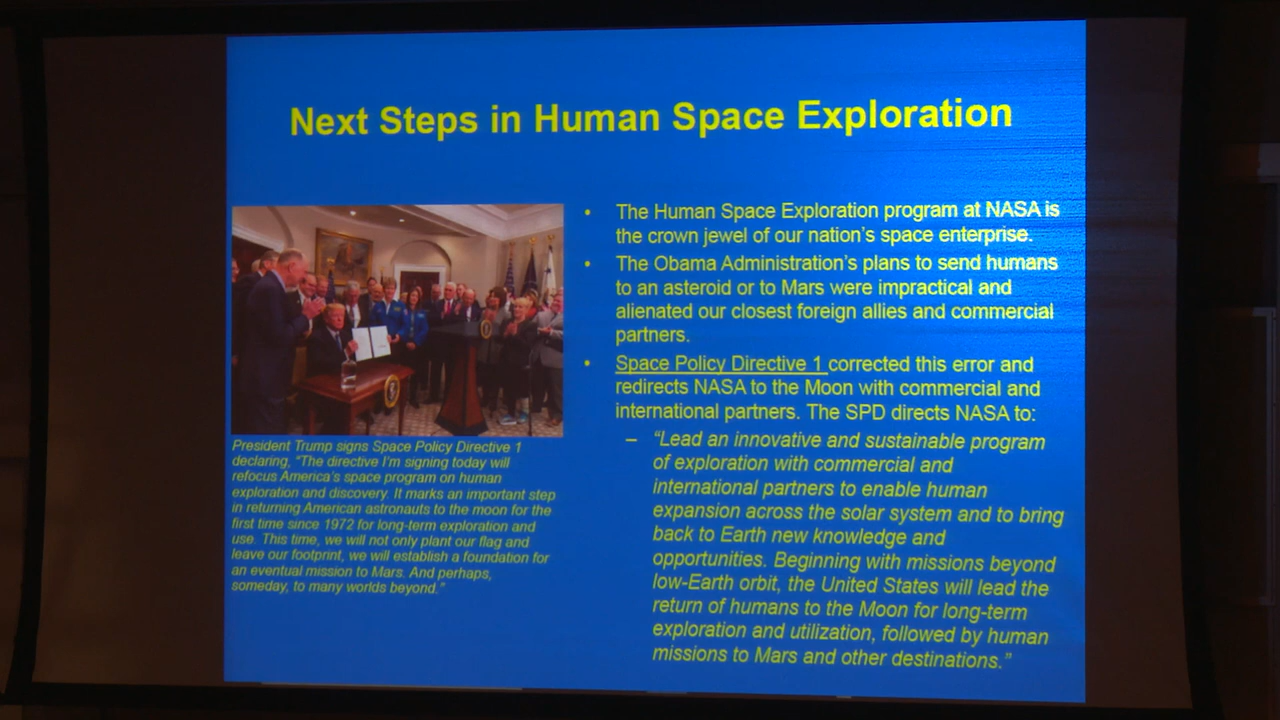 Next Steps in Human Space Exploration
• The Human Space Exploration program at NASA is
the crown jewel of our nation's space enterprise.
• The Obama Administration's plans to send humans
to an asteroid or to Mars were impractical and
alienated our closest foreign allies and commercial
partners.
• Space Policy Directive 1 corrected this error and
redirects NASA to the Moon with commercial and
international partners. The SPD directs NASA to:
– "Lead an innovative and sustainable program
of exploration with commercial and
international partners to enable human
expansion across the solar system and to bring
back to Earth new knowledge and
opportunities. Beginning with missions beyond
low-Earth orbit, the United States will lead the
return of humans to the Moon for long-term
exploration and utilization, followed by human
missions to Mars and other destinations."
President Trump signs Space Policy Directive 1
declaring, "The directive I'm signing today will
refocus America's space program on human
exploration and discovery. It marks an important step
in returning American astronauts to the moon for the
first time since 1972 for long-term exploration and
use. This time, we will not only plant our flag and
leave our footprint, we will establish a foundation for
an eventual mission to Mars. And perhaps,
someday, to many worlds beyond."